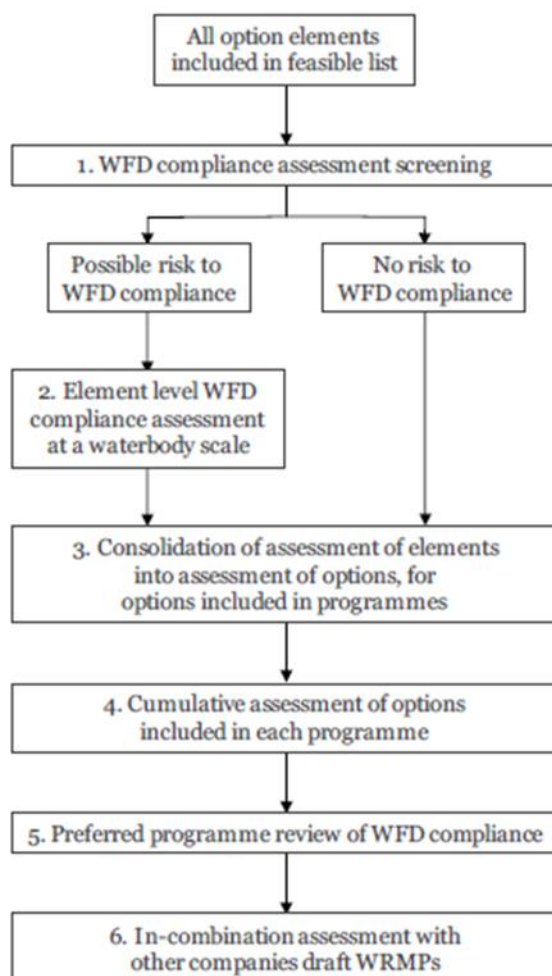 All option elements
included in feasible list
1. WFD compliance assessment screening
Possible risk to
WFD compliance
No risk to
WFD compliance
2. Element level WFD
compliance assessment
at a waterbody scale
3. Consolidation of assessment of elements
into assessment of options, for
options included in programmes
4. Cumulative assessment of options
included in each programme
5. Preferred programme review of WFD compliance
6. In-combination assessment with
other companies draft WRMPs